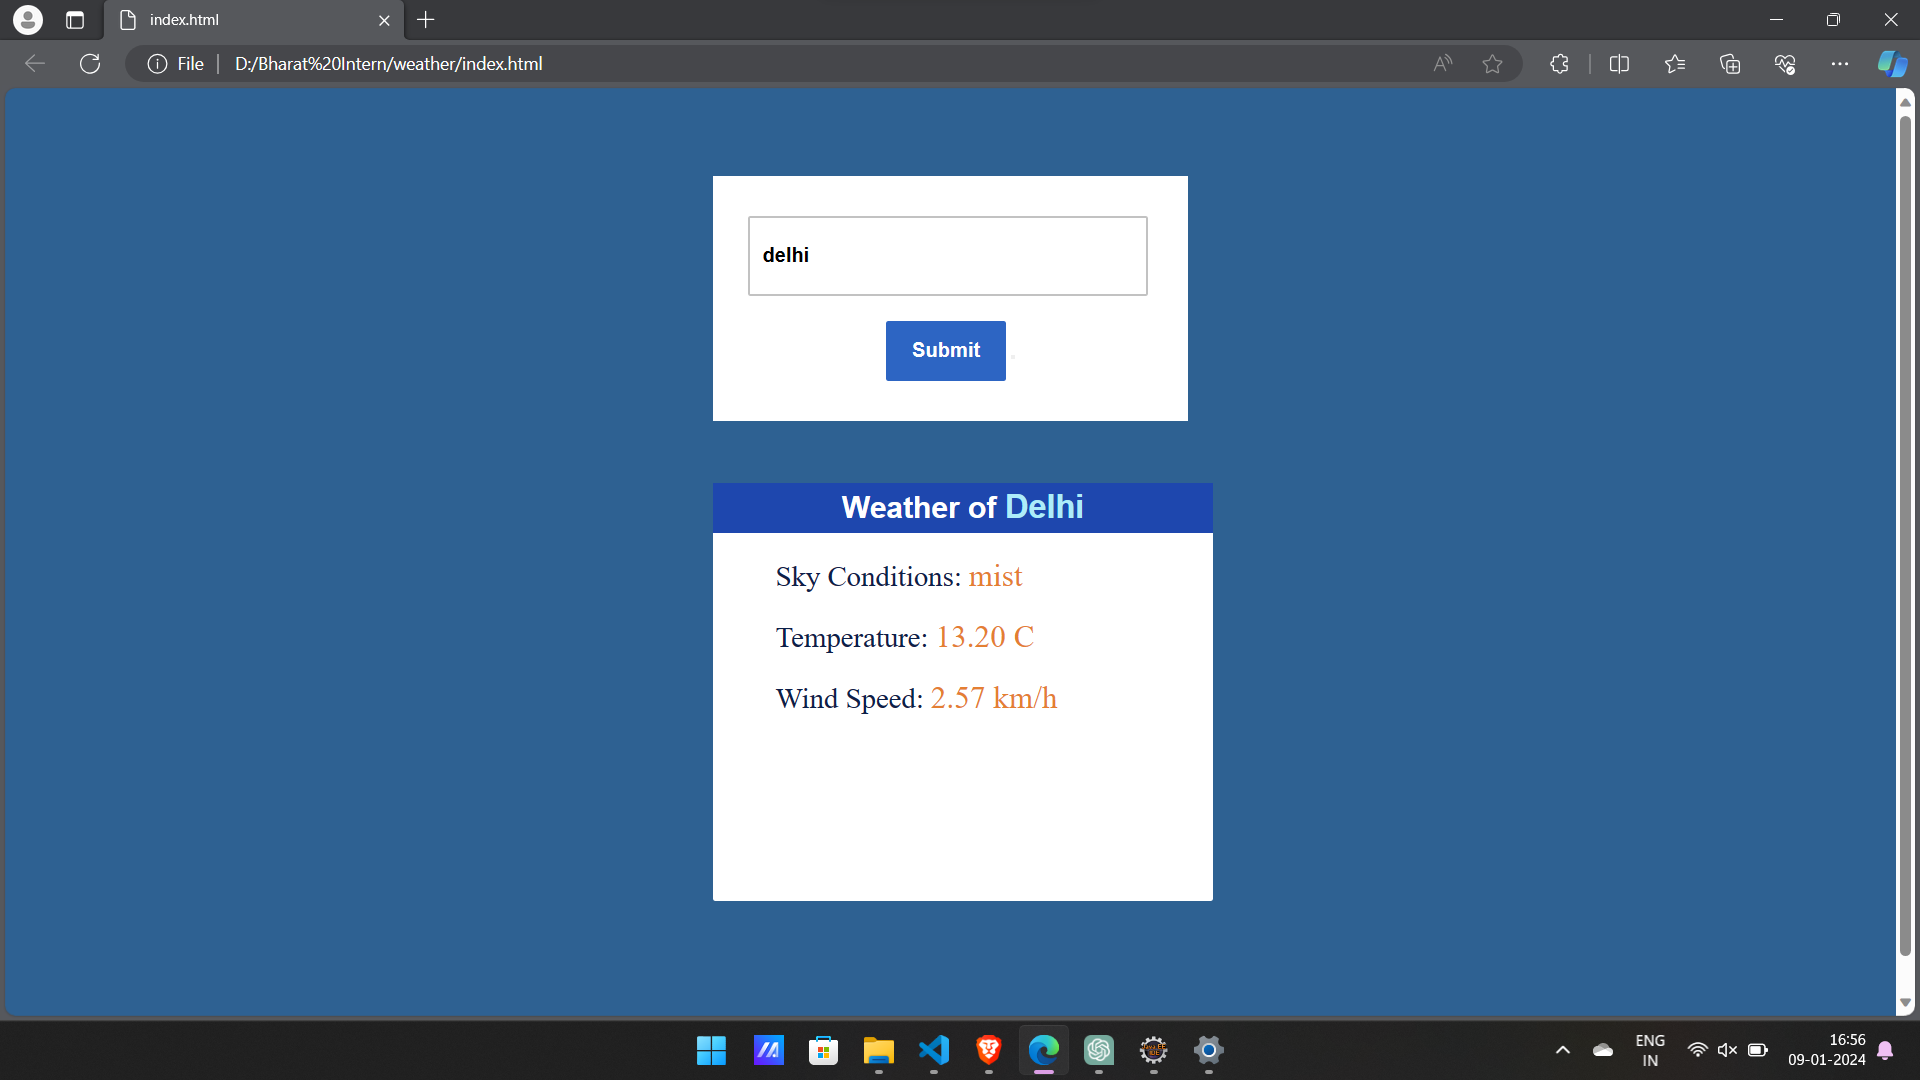 index.html
File
D:/Bharat%20Intern/weather/index.html
delhi
Submit
Weather of Delhi
Sky Conditions: mist
Temperature: 13.20 C
Wind Speed: 2.57 km/h
ENG
IN
16:56
09-01-2024